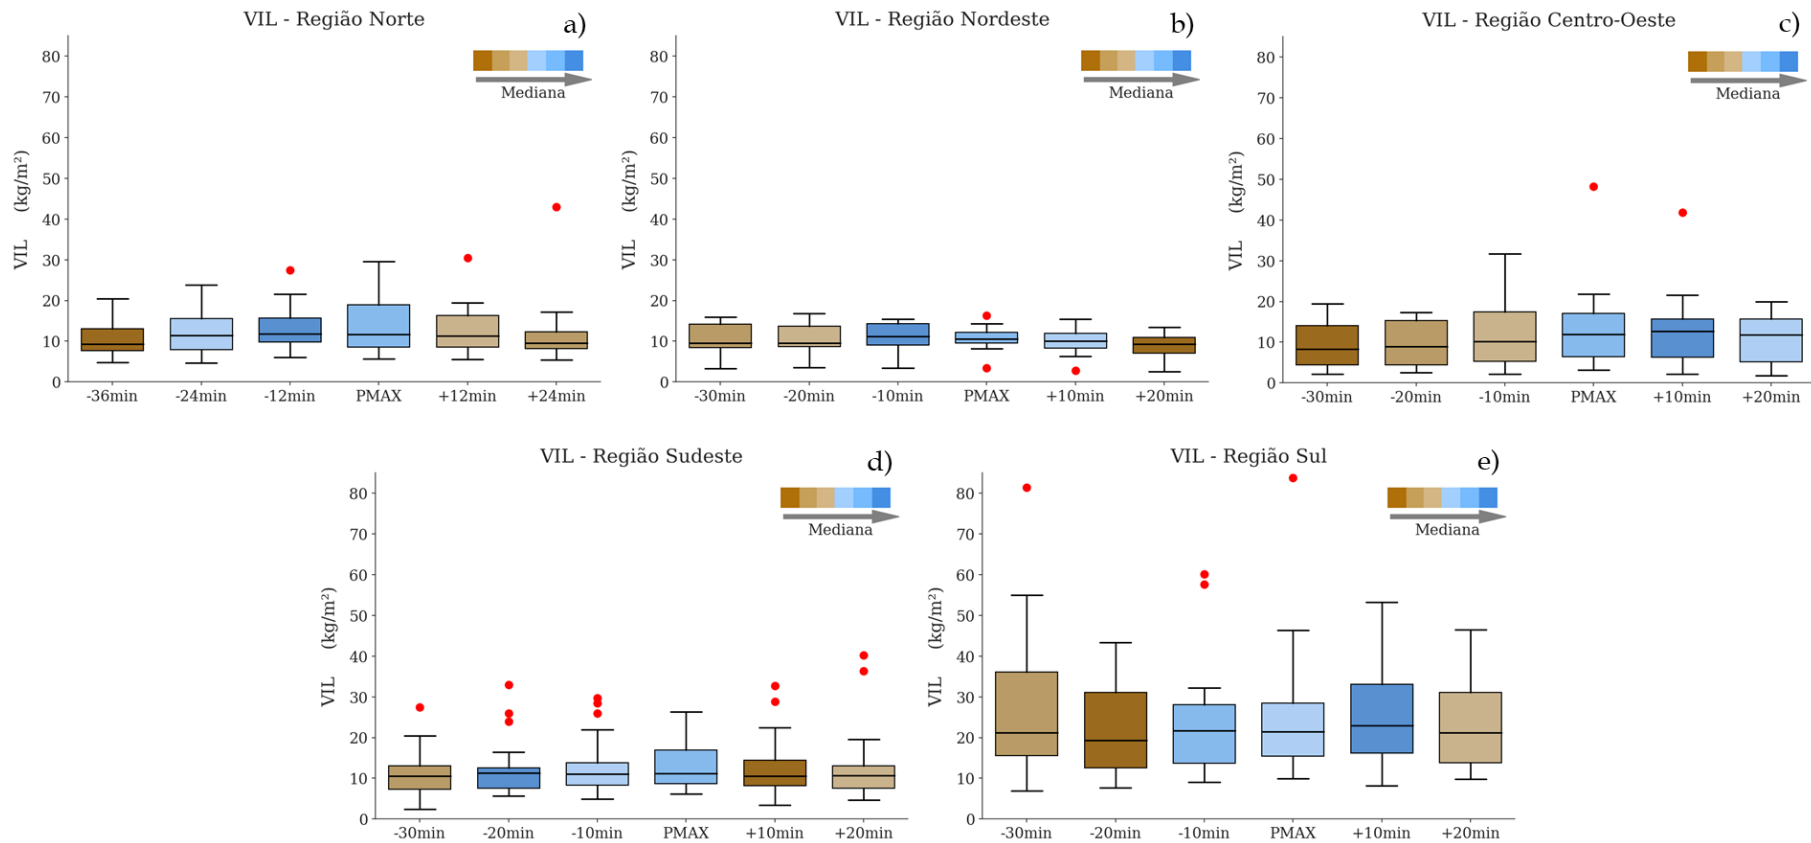 VIL - Região Norte
a)
80
70
60
50
40
30
20
10
0
VIL (kg/m²)
Mediana
-36min -24min -12min PMAX +12min +24min
VIL - Região Nordeste
b)
80
70
60
50
40
30
20
10
0
VIL (kg/m²)
Mediana
-30min -20min -10min PMAX +10min +20min
VIL - Região Centro-Oeste
c)
80
70
60
50
40
30
20
10
0
VIL (kg/m²)
Mediana
-30min -20min -10min PMAX +10min +20min
VIL - Região Sudeste
d)
80
70
60
50
40
30
20
10
0
VIL (kg/m²)
Mediana
-30min -20min -10min PMAX +10min +20min
VIL - Região Sul
e)
80
70
60
50
40
30
20
10
0
VIL (kg/m²)
Mediana
-30min -20min -10min PMAX +10min +20min